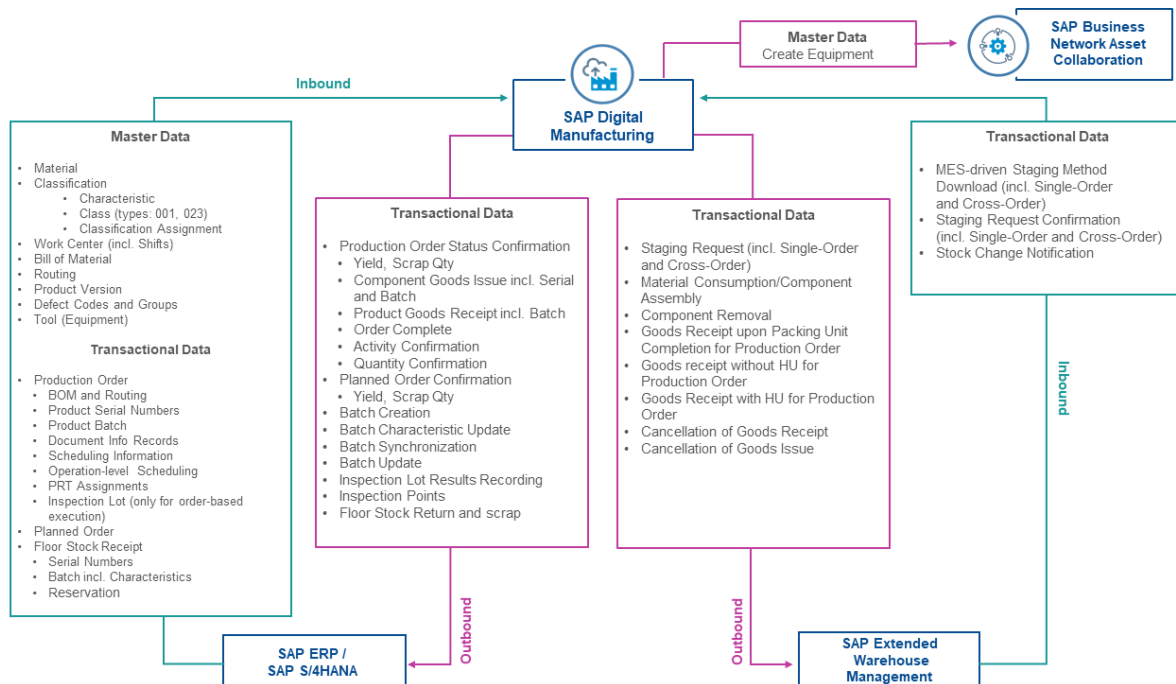 Master Data
Create Equipment
SAP Business
Network Asset
Collaboration
Inbound
SAP Digital
Manufacturing
Master Data
• Material
• Classification
• Characteristic
• Class (types: 001, 023)
• Classification Assignment
• Work Center (incl. Shifts)
• Bill of Material
• Routing
• Product Version
• Defect Codes and Groups
• Tool (Equipment)
Transactional Data
• Production Order
• BOM and Routing
• Product Serial Numbers
• Product Batch
• Document Info Records
• Scheduling Information
• Operation-level Scheduling
• PRT Assignments
• Inspection Lot (only for order-based
execution)
• Planned Order
• Floor Stock Receipt
• Serial Numbers
• Batch incl. Characteristics
• Reservation
Transactional Data
• Production Order Status Confirmation
• Yield, Scrap Qty
• Component Goods Issue incl. Serial
and Batch
• Product Goods Receipt incl. Batch
• Order Complete
• Activity Confirmation
• Quantity Confirmation
• Planned Order Confirmation
• Yield, Scrap Qty
• Batch Creation
• Batch Characteristic Update
• Batch Synchronization
• Batch Update
• Inspection Lot Results Recording
• Inspection Points
• Floor Stock Return and scrap
Transactional Data
• Staging Request (incl. Single-Order
and Cross-Order)
• Material Consumption/Component
Assembly
• Component Removal
• Goods Receipt upon Packing Unit
Completion for Production Order
• Goods receipt without HU for
Production Order
• Goods Receipt with HU for Production
Order
• Cancellation of Goods Receipt
• Cancellation of Goods Issue
Transactional Data
• MES-driven Staging Method
Download (incl. Single-Order
and Cross-Order)
• Staging Request Confirmation
(incl. Single-Order and Cross-Order)
• Stock Change Notification
Inbound
Outbound
Outbound
SAP ERP /
SAP S/4HANA
SAP Extended
Warehouse
Management